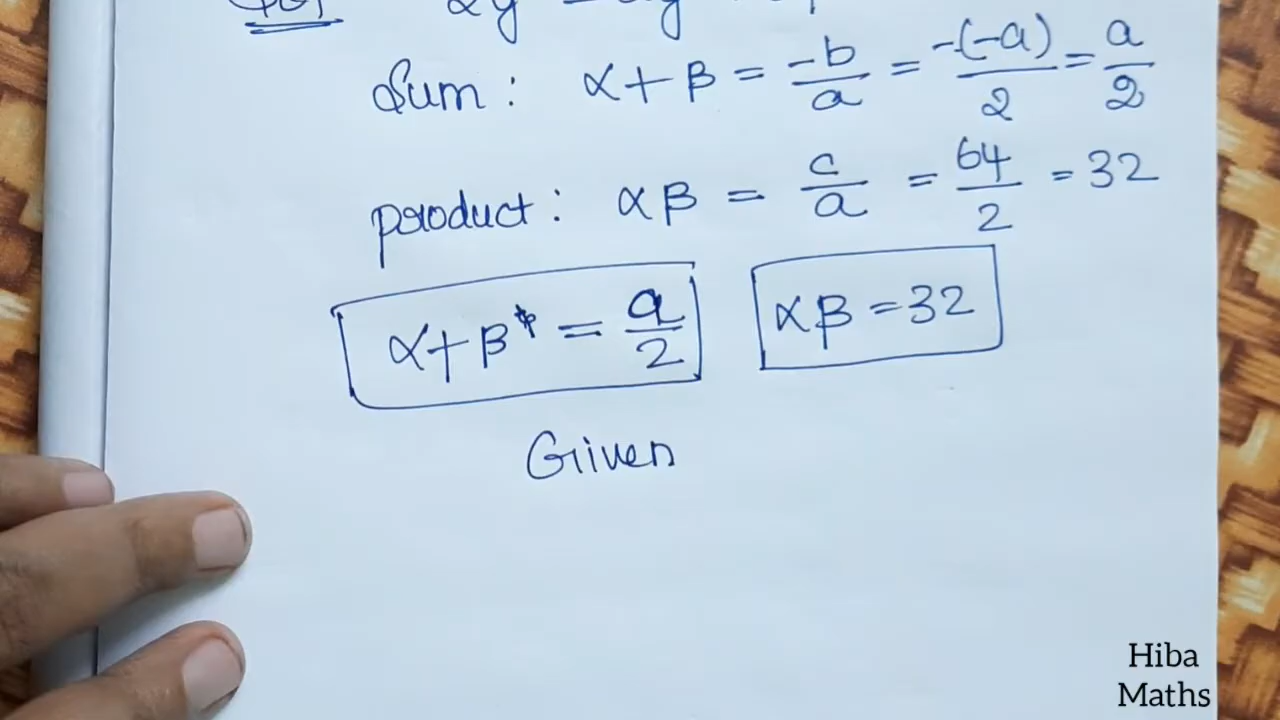 Sum : α+β = -b/a = -(-a)/2 = a/2
product : αβ = c/a = 64/2 = 32
α+β = a/2 αβ = 32
Given
Hiba
Maths